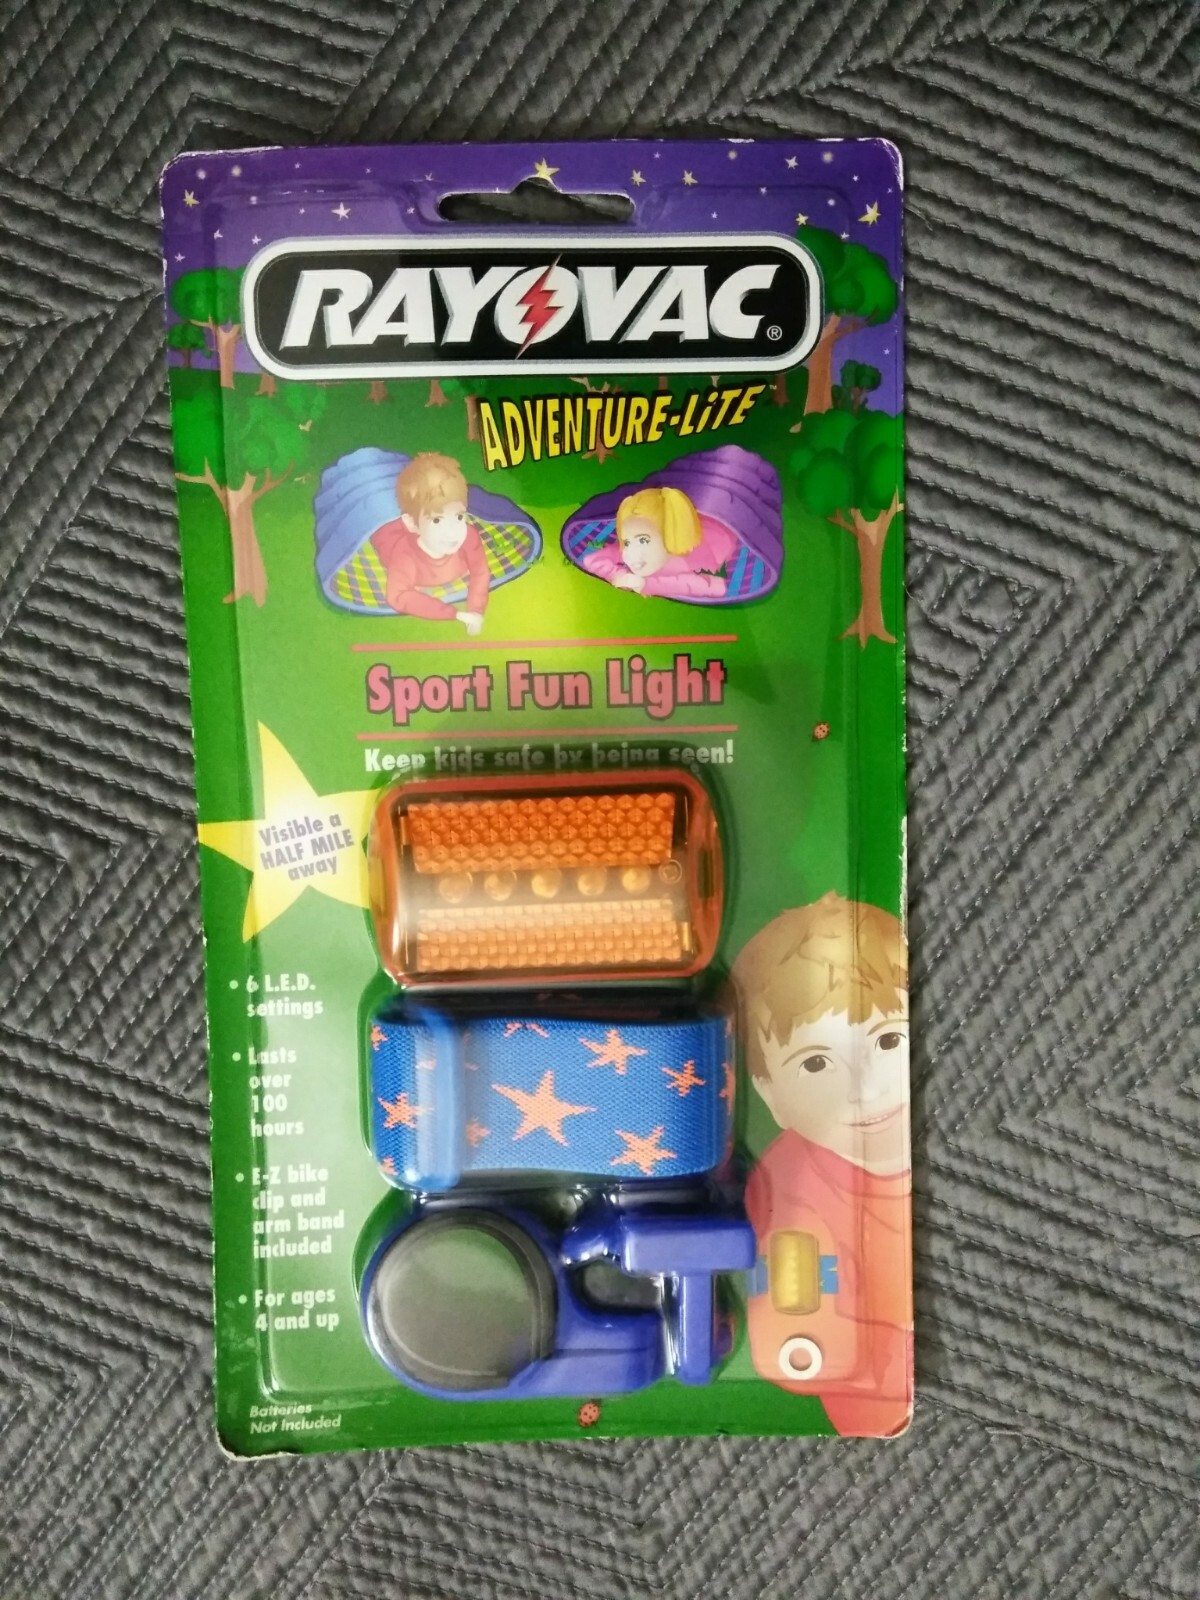 RAYOVAC®
ADVENTURE-LiTE™
Sport Fun Light
Keep kids safe by being seen!
Visible a
HALF MILE
away
• 6 L.E.D.
settings
• Lasts
over
100
hours
• E-Z bike
clip and
arm band
included
• For ages
4 and up
Batteries
Not Included